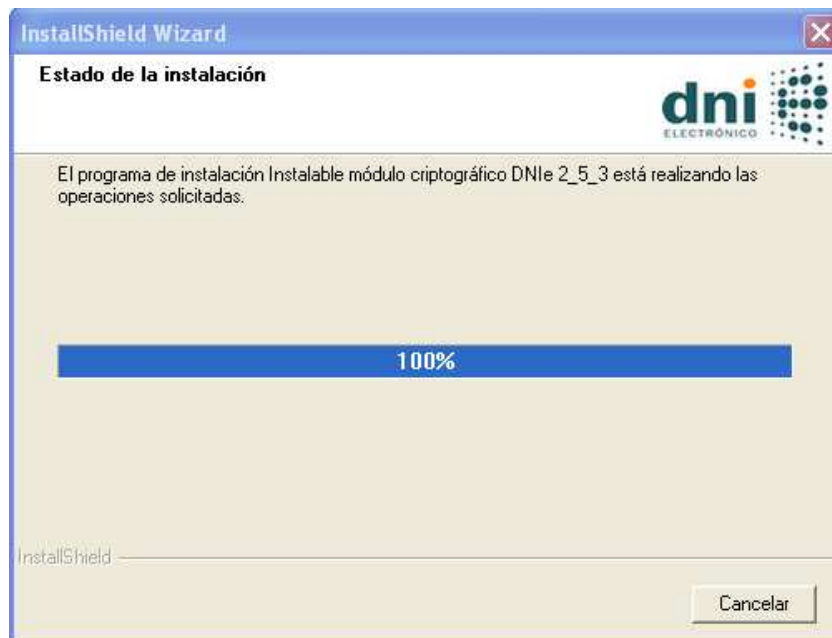 InstallShield Wizard
Estado de la instalación
dni
ELECTRÓNICO
El programa de instalación Instalable módulo criptográfico DNIe 2_5_3 está realizando las
operaciones solicitadas.
100%
InstallShield
Cancelar